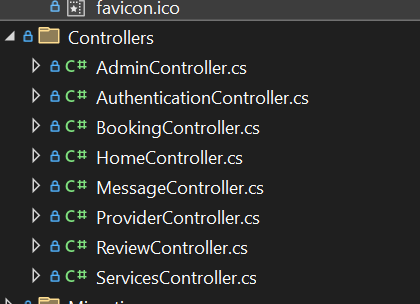 favicon.ico
Controllers
C# AdminController.cs
C# AuthenticationController.cs
C# BookingController.cs
C# HomeController.cs
C# MessageController.cs
C# ProviderController.cs
C# ReviewController.cs
C# ServicesController.cs